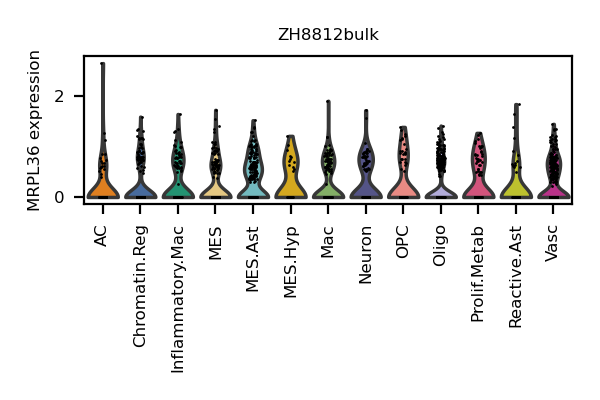 ZH8812bulk
MRPL36 expression
2
0
AC
Chromatin.Reg
Inflammatory.Mac
MES
MES.Ast
MES.Hyp
Mac
Neuron
OPC
Oligo
Prolif.Metab
Reactive.Ast
Vasc